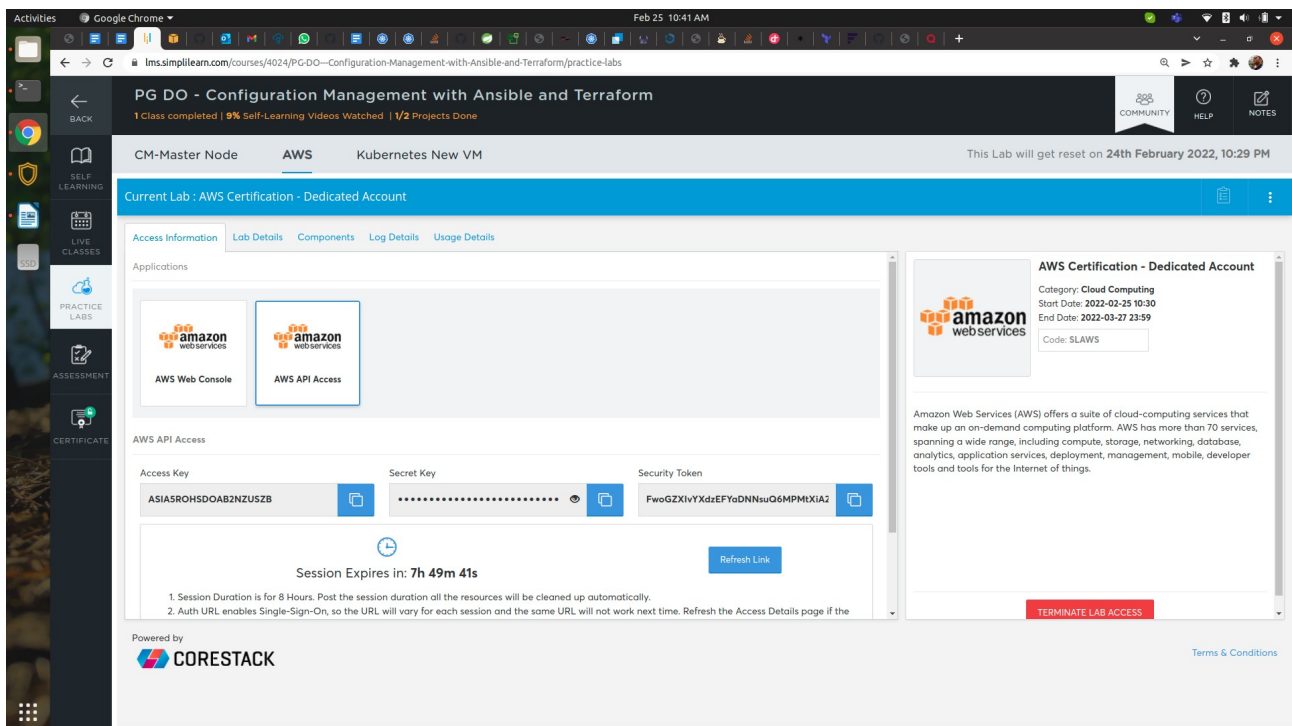 Activities
Google Chrome
Feb 25 10:41 AM
lms.simplilearn.com/courses/4024/PG-DO—Configuration-Management-with-Ansible-and-Terraform/practice-labs
BACK
PG DO - Configuration Management with Ansible and Terraform
1 Class completed | 9% Self-Learning Videos Watched | 1/2 Projects Done
COMMUNITY
HELP
NOTES
SELF
LEARNING
LIVE
CLASSES
PRACTICE
LABS
ASSESSMENT
CERTIFICATE
SSD
CM-Master Node
AWS
Kubernetes New VM
This Lab will get reset on 24th February 2022, 10:29 PM
Current Lab : AWS Certification - Dedicated Account
Access Information
Lab Details
Components
Log Details
Usage Details
Applications
amazon
webservices
AWS Web Console
amazon
webservices
AWS API Access
AWS API Access
Access Key
Secret Key
Security Token
ASIA5ROHSDOAB2NZUSZB
FwoGZXIvYXdzEFYaDNNsuQ6MPMtXiA2
Session Expires in: 7h 49m 41s
Refresh Link
1. Session Duration is for 8 Hours. Post the session duration all the resources will be cleaned up automatically.
2. Auth URL enables Single-Sign-On, so the URL will vary for each session and the same URL will not work next time. Refresh the Access Details page if the
amazon
webservices
AWS Certification - Dedicated Account
Category: Cloud Computing
Start Date: 2022-02-25 10:30
End Date: 2022-03-27 23:59
Code: SLAWS
Amazon Web Services (AWS) offers a suite of cloud-computing services that
make up an on-demand computing platform. AWS has more than 70 services,
spanning a wide range, including compute, storage, networking, database,
analytics, application services, deployment, management, mobile, developer
tools and tools for the Internet of things.
TERMINATE LAB ACCESS
Powered by
CORESTACK
Terms & Conditions